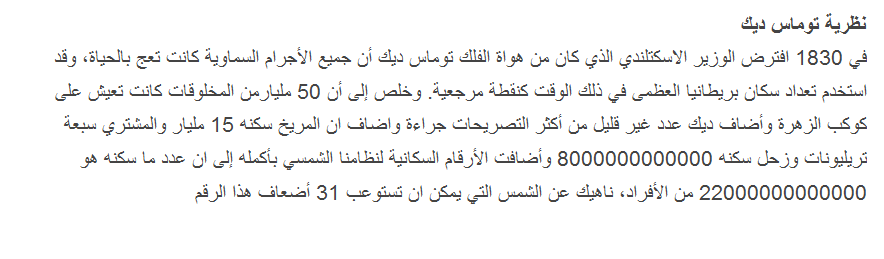 نظرية توماس ديك
في 1830 افترض الوزير الاسكتلندي الذي كان من هواة الفلك توماس ديك أن جميع الأجرام السماوية كانت تعج بالحياة، وقد
استخدم تعداد سكان بريطانيا العظمى في ذلك الوقت كنقطة مرجعية. وخلص إلى أن 50 مليارمن المخلوقات كانت تعيش على
كوكب الزهرة وأضاف ديك عدد غير قليل من أكثر التصريحات جراءة واضاف ان المريخ سكنه 15 مليار والمشتري سبعة
تريليونات وزحل سكنه 8000000000000 وأضافت الأرقام السكانية لنظامنا الشمسي بأكمله إلى ان عدد ما سكنه هو
22000000000000 من الأفراد، ناهيك عن الشمس التي يمكن ان تستوعب 31 أضعاف هذا الرقم